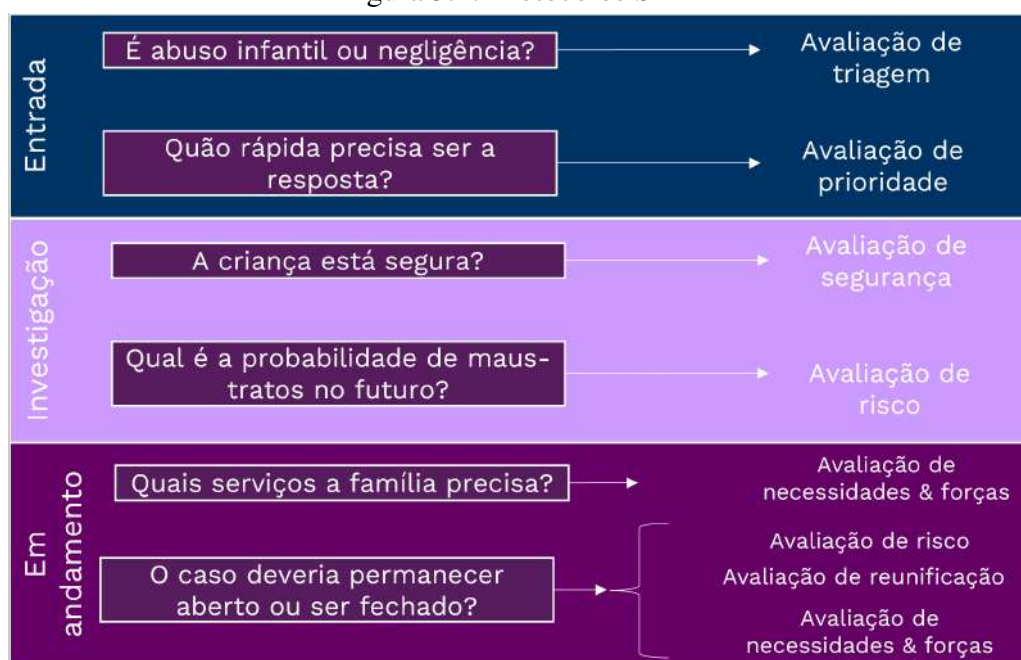 Entrada
É abuso infantil ou negligência?
Avaliação de
triagem
Quão rápida precisa ser a
resposta?
Avaliação de
prioridade
Investigação
A criança está segura?
Avaliação de
segurança
Qual é a probabilidade de maus-
tratos no futuro?
Avaliação de
risco
Em
andamento
Quais serviços a família precisa?
Avaliação de
necessidades & forças
O caso deveria permanecer
aberto ou ser fechado?
Avaliação de risco
Avaliação de reunificação
Avaliação de
necessidades & forças